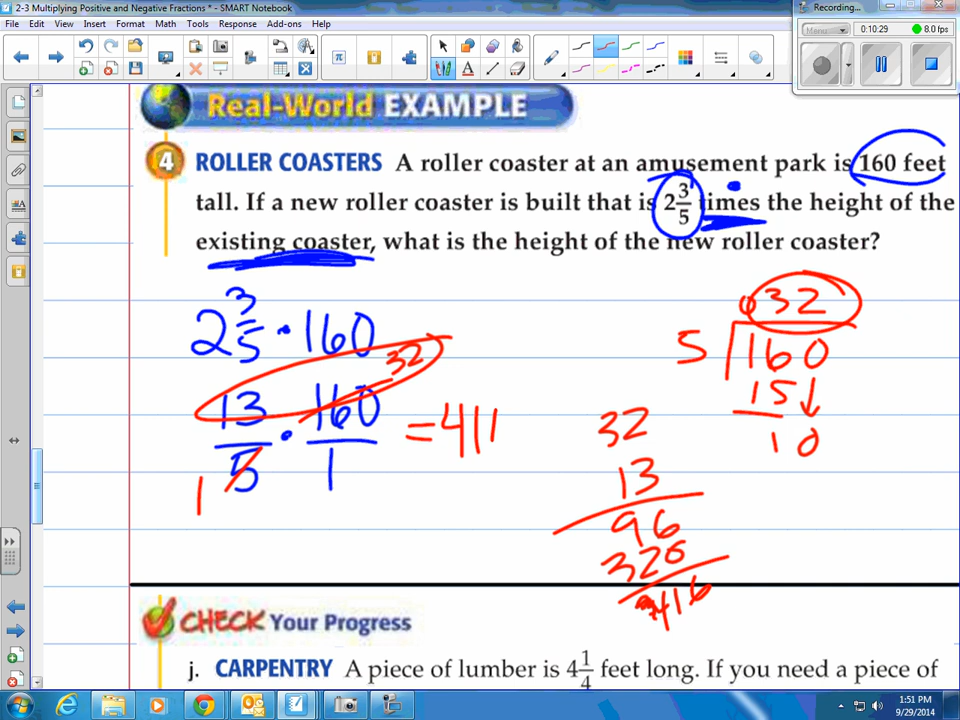 2-3 Multiplying Positive and Negative Fractions * - SMART Notebook
File Edit View Insert Format Math Tools Response Add-ons Help
Recording...
Menu
0:10:29
8.0 fps
Real-World EXAMPLE
4 ROLLER COASTERS A roller coaster at an amusement park is 160 feet
tall. If a new roller coaster is built that is 2 3/5 times the height of the
existing coaster, what is the height of the new roller coaster?
2 3/5 · 160
032
5 160
15
10
32
13/5 · 160/1 = 411
1
32
13
96
320
416
CHECK Your Progress
j. CARPENTRY A piece of lumber is 4 1/4 feet long. If you need a piece of
1:51 PM
9/29/2014